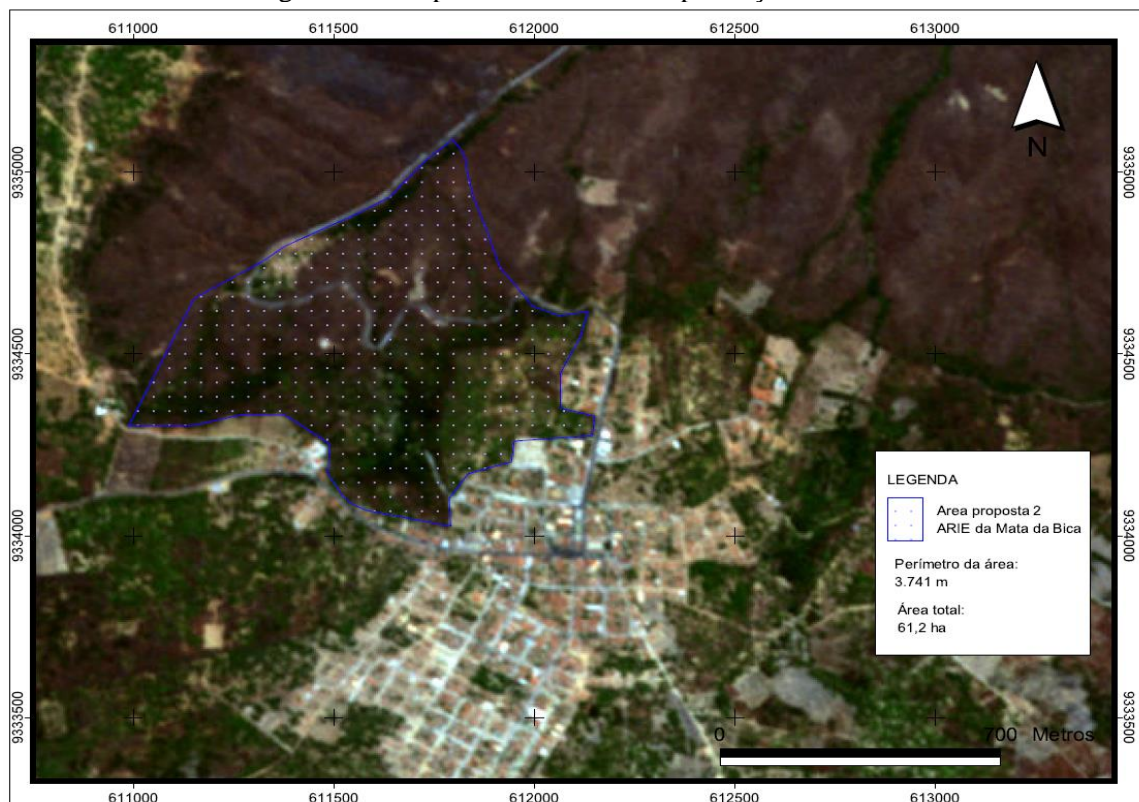 611000 611500 612000 612500 613000
9335000 9335000
N
9334500 9334500
LEGENDA
Area proposta 2
ARIE da Mata da Bica
Perímetro da área:
3.741 m
Área total:
61,2 ha
9334000 9334000
9333500 9333500
0 700 Metros
611000 611500 612000 612500 613000